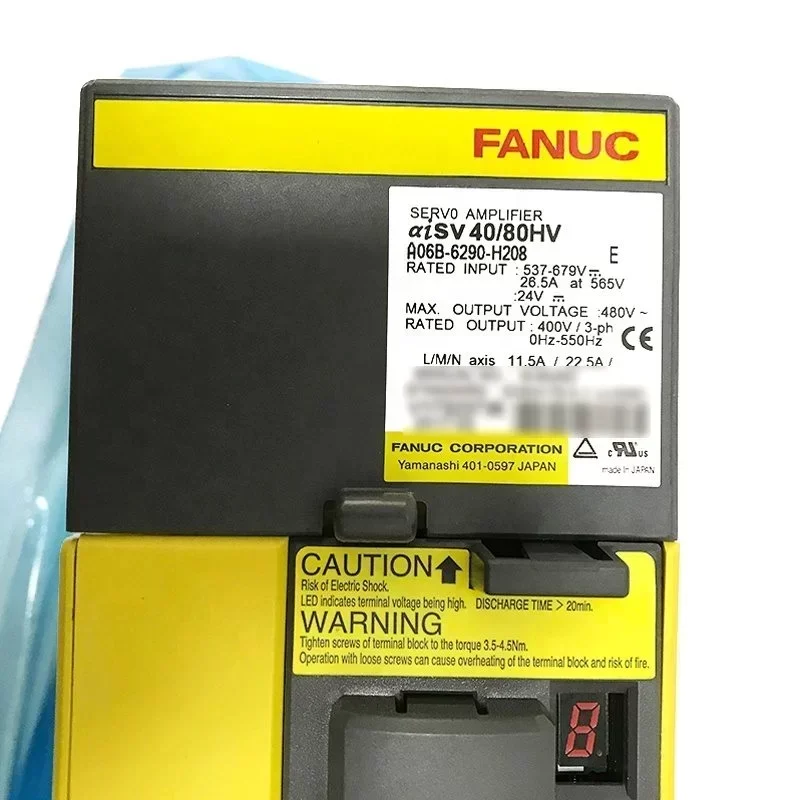 FANUC
SERVO AMPLIFIER
αiSV 40/80HV
A06B-6290-H208 E
RATED INPUT : 537-679V⎓
26.5A at 565V
:24V ⎓
MAX. OUTPUT VOLTAGE :480V ~
RATED OUTPUT : 400V / 3-ph
0Hz-550Hz
CE
L/M/N axis 11.5A / 22.5A /
FANUC CORPORATION
Yamanashi 401-0597 JAPAN
c RU US
made in JAPAN
CAUTION
Risk of Electric Shock.
LED indicates terminal voltage being high. DISCHARGE TIME > 20min.
WARNING
Tighten screws of terminal block to the torque 3.5-4.5Nm.
Operation with loose screws can cause overheating of the terminal block and risk of fire.
8